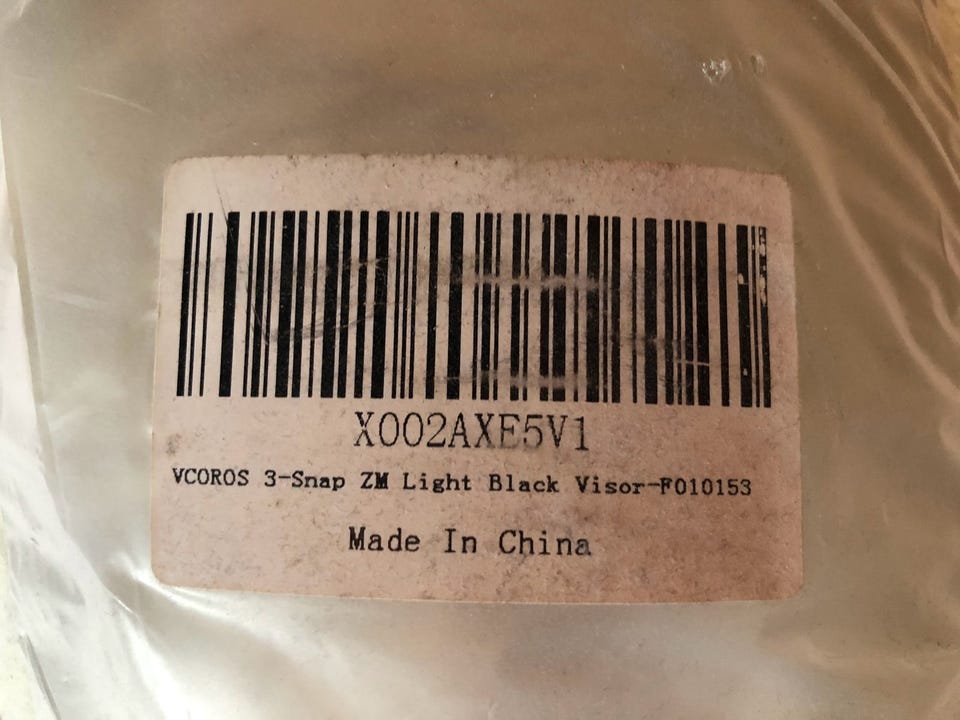 X002AXE5V1
VCOROS 3-Snap ZM Light Black Visor-F010153
Made In China